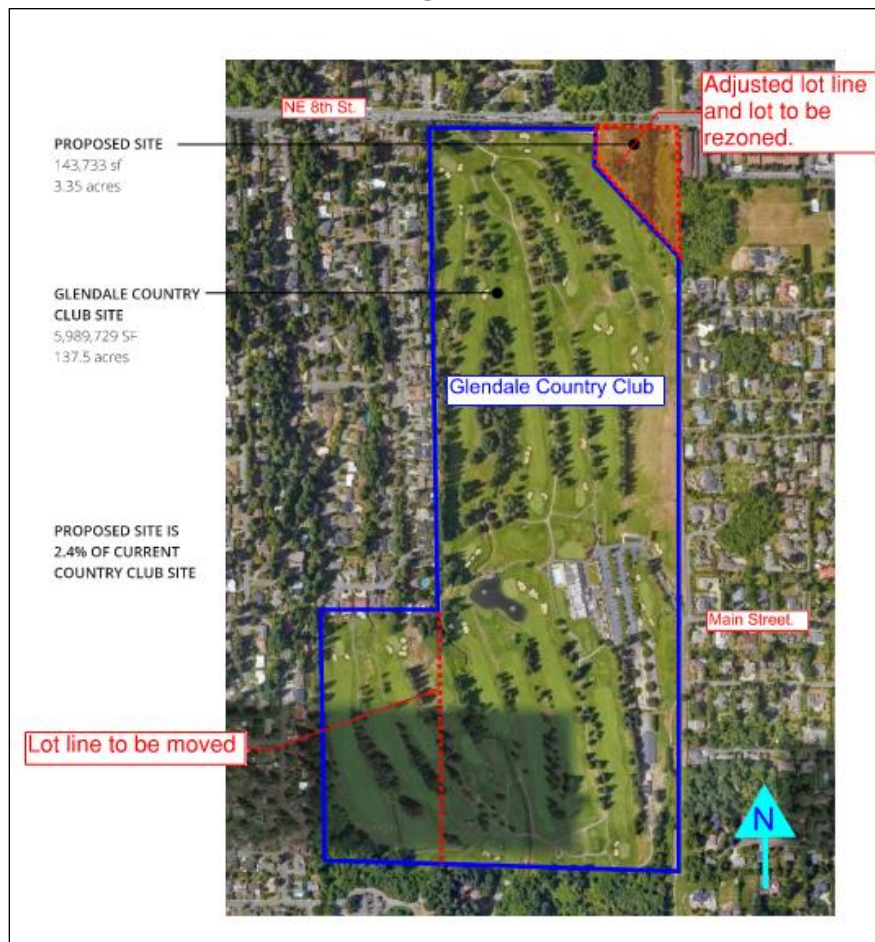 NE 8th St.
Adjusted lot line
and lot to be
rezoned.
PROPOSED SITE
143,733 sf
3.35 acres
GLENDALE COUNTRY
CLUB SITE
5,989,729 SF
137.5 acres
Glendale Country Club
PROPOSED SITE IS
2.4% OF CURRENT
COUNTRY CLUB SITE
Main Street.
Lot line to be moved
N